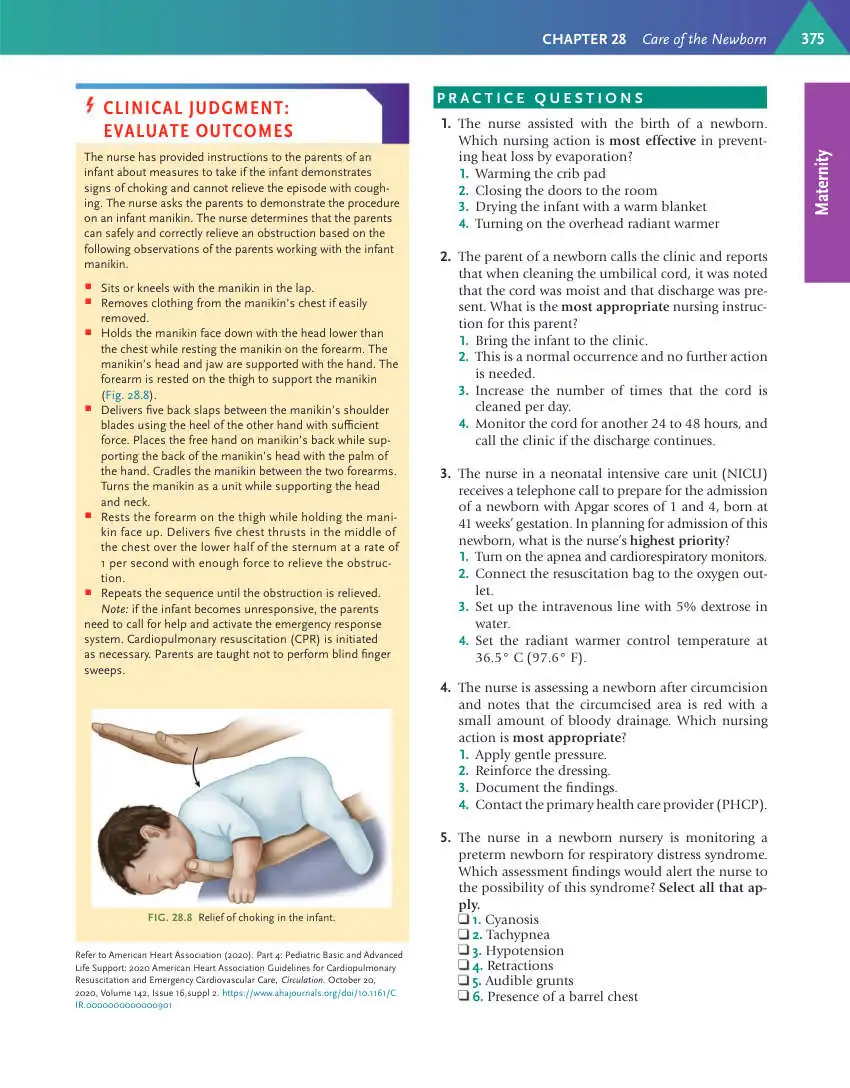 CHAPTER 28 Care of the Newborn 375
Maternity
CLINICAL JUDGMENT:
EVALUATE OUTCOMES
The nurse has provided instructions to the parents of an
infant about measures to take if the infant demonstrates
signs of choking and cannot relieve the episode with cough-
ing. The nurse asks the parents to demonstrate the procedure
on an infant manikin. The nurse determines that the parents
can safely and correctly relieve an obstruction based on the
following observations of the parents working with the infant
manikin.
▪ Sits or kneels with the manikin in the lap.
▪ Removes clothing from the manikin's chest if easily
removed.
▪ Holds the manikin face down with the head lower than
the chest while resting the manikin on the forearm. The
manikin's head and jaw are supported with the hand. The
forearm is rested on the thigh to support the manikin
(Fig. 28.8).
▪ Delivers five back slaps between the manikin's shoulder
blades using the heel of the other hand with sufficient
force. Places the free hand on manikin's back while sup-
porting the back of the manikin's head with the palm of
the hand. Cradles the manikin between the two forearms.
Turns the manikin as a unit while supporting the head
and neck.
▪ Rests the forearm on the thigh while holding the mani-
kin face up. Delivers five chest thrusts in the middle of
the chest over the lower half of the sternum at a rate of
1 per second with enough force to relieve the obstruc-
tion.
▪ Repeats the sequence until the obstruction is relieved.
Note: if the infant becomes unresponsive, the parents
need to call for help and activate the emergency response
system. Cardiopulmonary resuscitation (CPR) is initiated
as necessary. Parents are taught not to perform blind finger
sweeps.
FIG. 28.8 Relief of choking in the infant.
Refer to American Heart Association (2020). Part 4: Pediatric Basic and Advanced
Life Support: 2020 American Heart Association Guidelines for Cardiopulmonary
Resuscitation and Emergency Cardiovascular Care, Circulation. October 20,
2020, Volume 142, Issue 16,suppl 2. https://www.ahajournals.org/doi/10.1161/C
IR.0000000000000901
PRACTICE QUESTIONS
1. The nurse assisted with the birth of a newborn.
Which nursing action is most effective in prevent-
ing heat loss by evaporation?
1. Warming the crib pad
2. Closing the doors to the room
3. Drying the infant with a warm blanket
4. Turning on the overhead radiant warmer
2. The parent of a newborn calls the clinic and reports
that when cleaning the umbilical cord, it was noted
that the cord was moist and that discharge was pre-
sent. What is the most appropriate nursing instruc-
tion for this parent?
1. Bring the infant to the clinic.
2. This is a normal occurrence and no further action
is needed.
3. Increase the number of times that the cord is
cleaned per day.
4. Monitor the cord for another 24 to 48 hours, and
call the clinic if the discharge continues.
3. The nurse in a neonatal intensive care unit (NICU)
receives a telephone call to prepare for the admission
of a newborn with Apgar scores of 1 and 4, born at
41 weeks' gestation. In planning for admission of this
newborn, what is the nurse's highest priority?
1. Turn on the apnea and cardiorespiratory monitors.
2. Connect the resuscitation bag to the oxygen out-
let.
3. Set up the intravenous line with 5% dextrose in
water.
4. Set the radiant warmer control temperature at
36.5° C (97.6° F).
4. The nurse is assessing a newborn after circumcision
and notes that the circumcised area is red with a
small amount of bloody drainage. Which nursing
action is most appropriate?
1. Apply gentle pressure.
2. Reinforce the dressing.
3. Document the findings.
4. Contact the primary health care provider (PHCP).
5. The nurse in a newborn nursery is monitoring a
preterm newborn for respiratory distress syndrome.
Which assessment findings would alert the nurse to
the possibility of this syndrome? Select all that ap-
ply.
❑ 1. Cyanosis
❑ 2. Tachypnea
❑ 3. Hypotension
❑ 4. Retractions
❑ 5. Audible grunts
❑ 6. Presence of a barrel chest